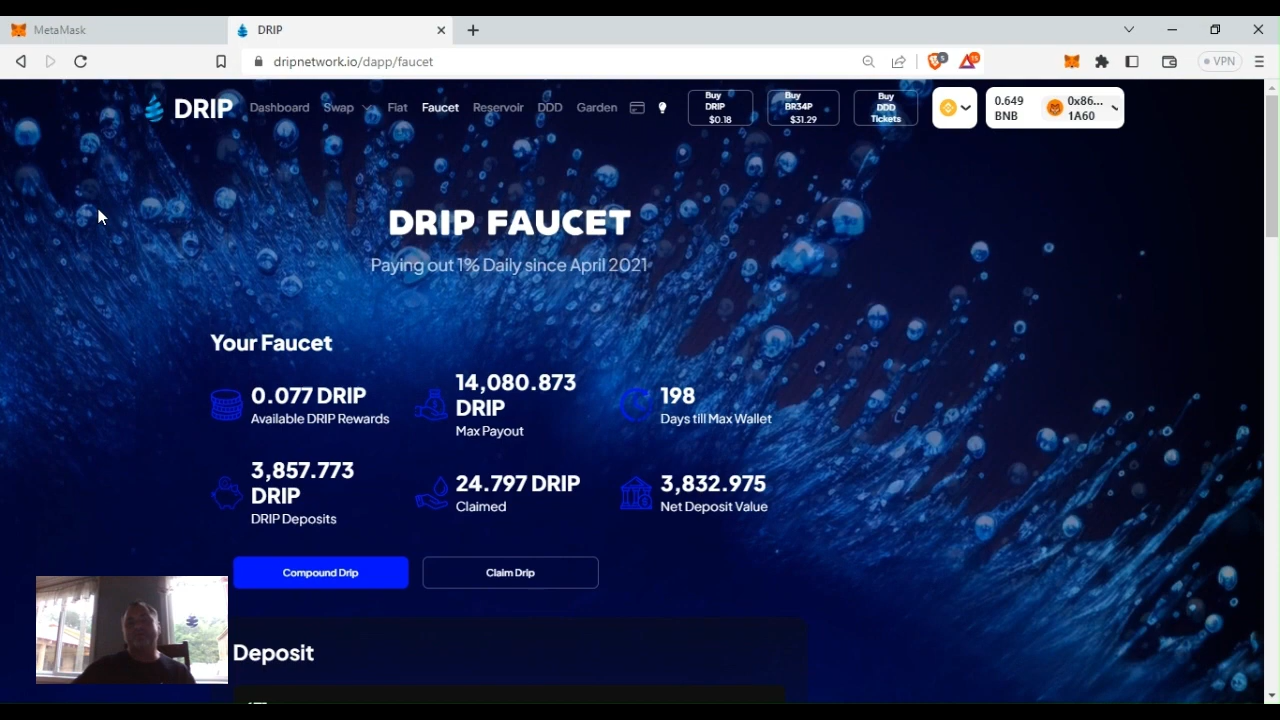 MetaMask
DRIP
dripnetwork.io/dapp/faucet
5
15
VPN
DRIP
Dashboard
Swap
Flat
Faucet
Reservoir
DDD
Garden
Buy
DRIP
$0.18
Buy
BR34P
$31.29
Buy
DDD
Tickets
0.649
BNB
0x86...
1A60
DRIP FAUCET
Paying out 1% Daily since April 2021
Your Faucet
0.077 DRIP
Available DRIP Rewards
14,080.873
DRIP
Max Payout
198
Days till Max Wallet
3,857.773
DRIP
DRIP Deposits
24.797 DRIP
Claimed
3,832.975
Net Deposit Value
Compound Drip
Claim Drip
Deposit